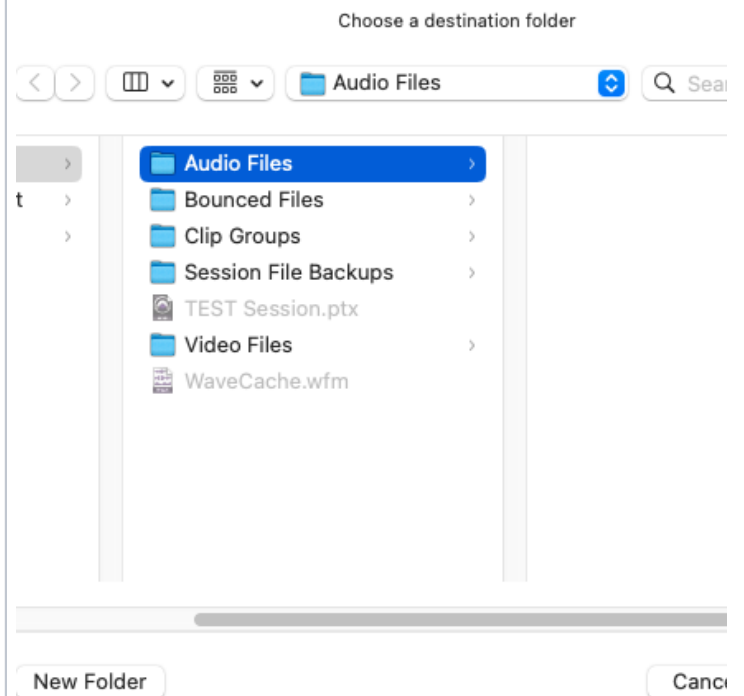 Choose a destination folder
Audio Files
Audio Files
t
Bounced Files
Clip Groups
Session File Backups
TEST Session.ptx
Video Files
WaveCache.wfm
New Folder